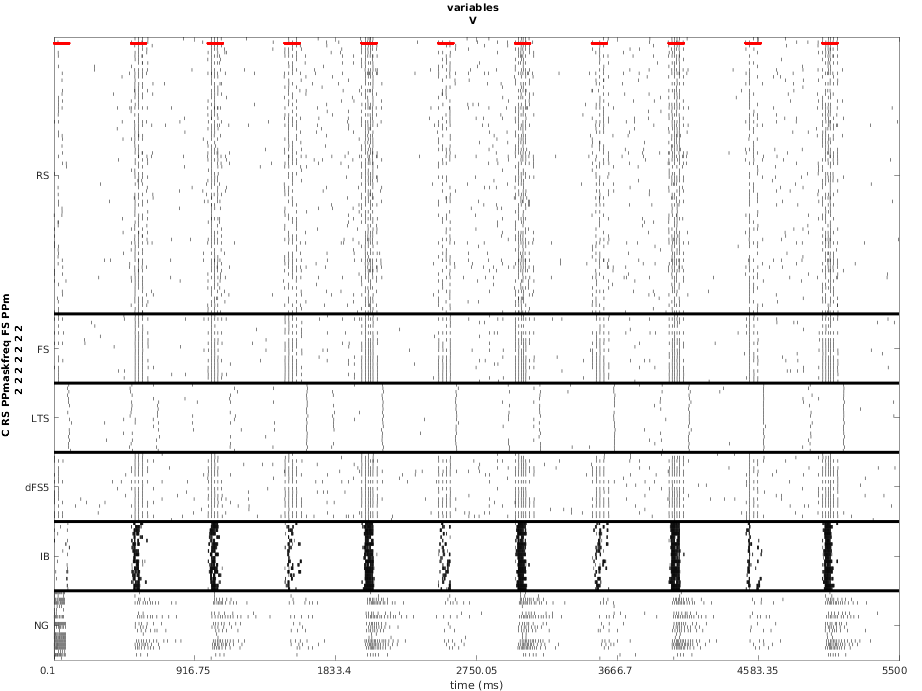 variables
V
C RS PPmaskfreq FS PPm
2 2 2 2 2 2 2
RS
FS
LTS
dFS5
IB
NG
0.1 916.75 1833.4 2750.05 3666.7 4583.35 5500
time (ms)